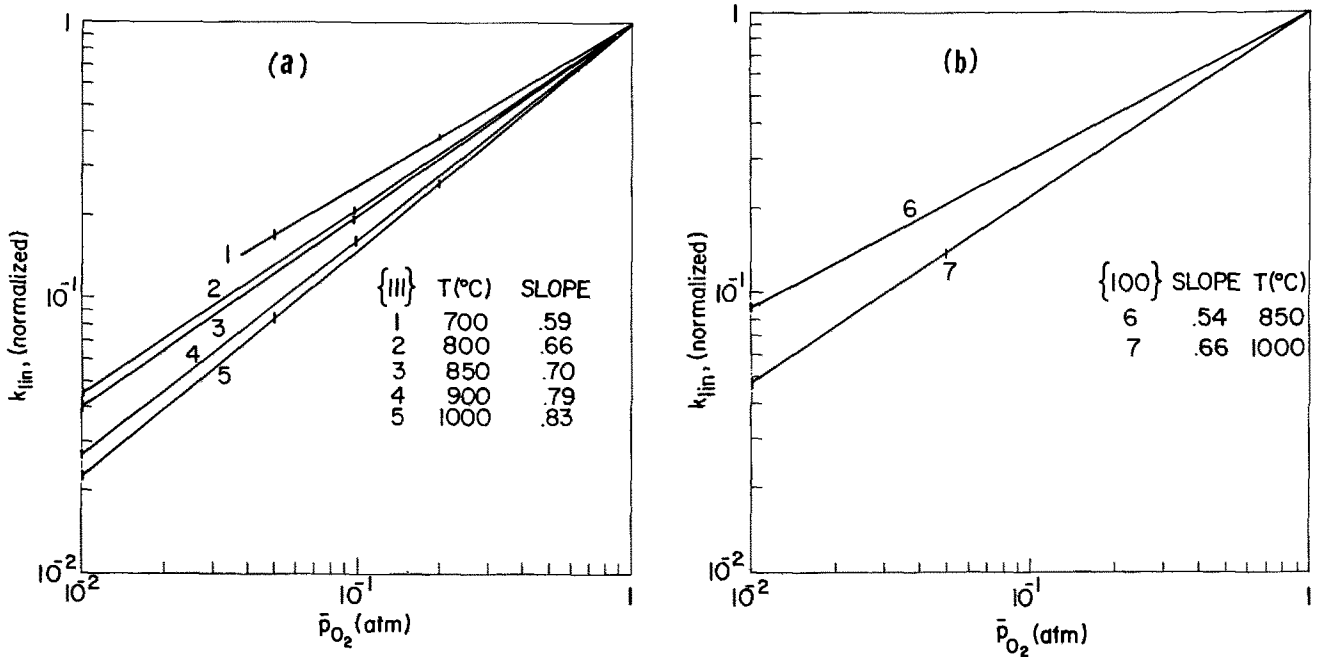 (a)
1
10⁻¹
10⁻²
k_lin, (normalized)
1
2
3
4
5
{111} T(°C) SLOPE
1 700 .59
2 800 .66
3 850 .70
4 900 .79
5 1000 .83
10⁻² 10⁻¹ 1
p̄_O₂ (atm)
(b)
1
10⁻¹
10⁻²
k_lin, (normalized)
6
7
{100} SLOPE T(°C)
6 .54 850
7 .66 1000
10⁻² 10⁻¹ 1
p̄_O₂ (atm)